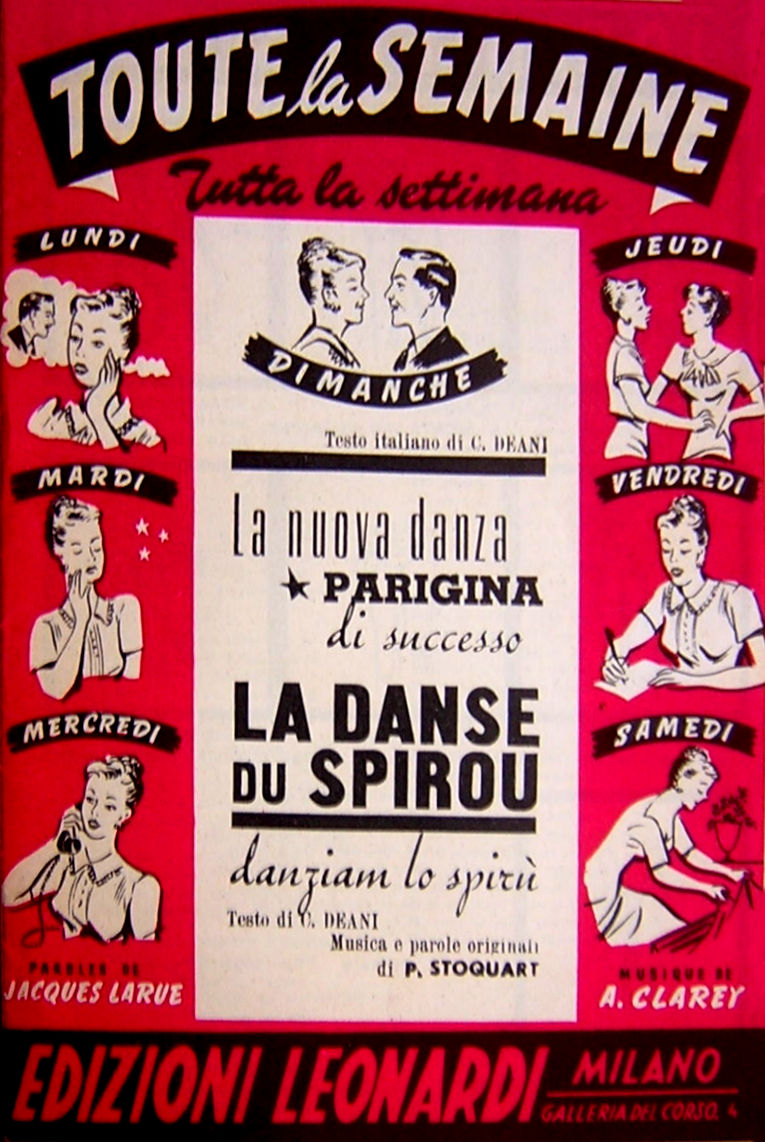 TOUTE la SEMAINE
Tutta la settimana
LUNDI
MARDI
MERCREDI
PAROLES DE
JACQUES LARUE
DIMANCHE
Testo italiano di C. DEANI
La nuova danza
PARIGINA
di successo
LA DANSE
DU SPIROU
danziam lo spirù
Testo di C. DEANI
Musica e parole originali
di P. STOQUART
JEUDI
VENDREDI
SAMEDI
MUSIQUE DE
A. CLAREY
EDIZIONI LEONARDI
MILANO
GALLERIA DEL CORSO. 4